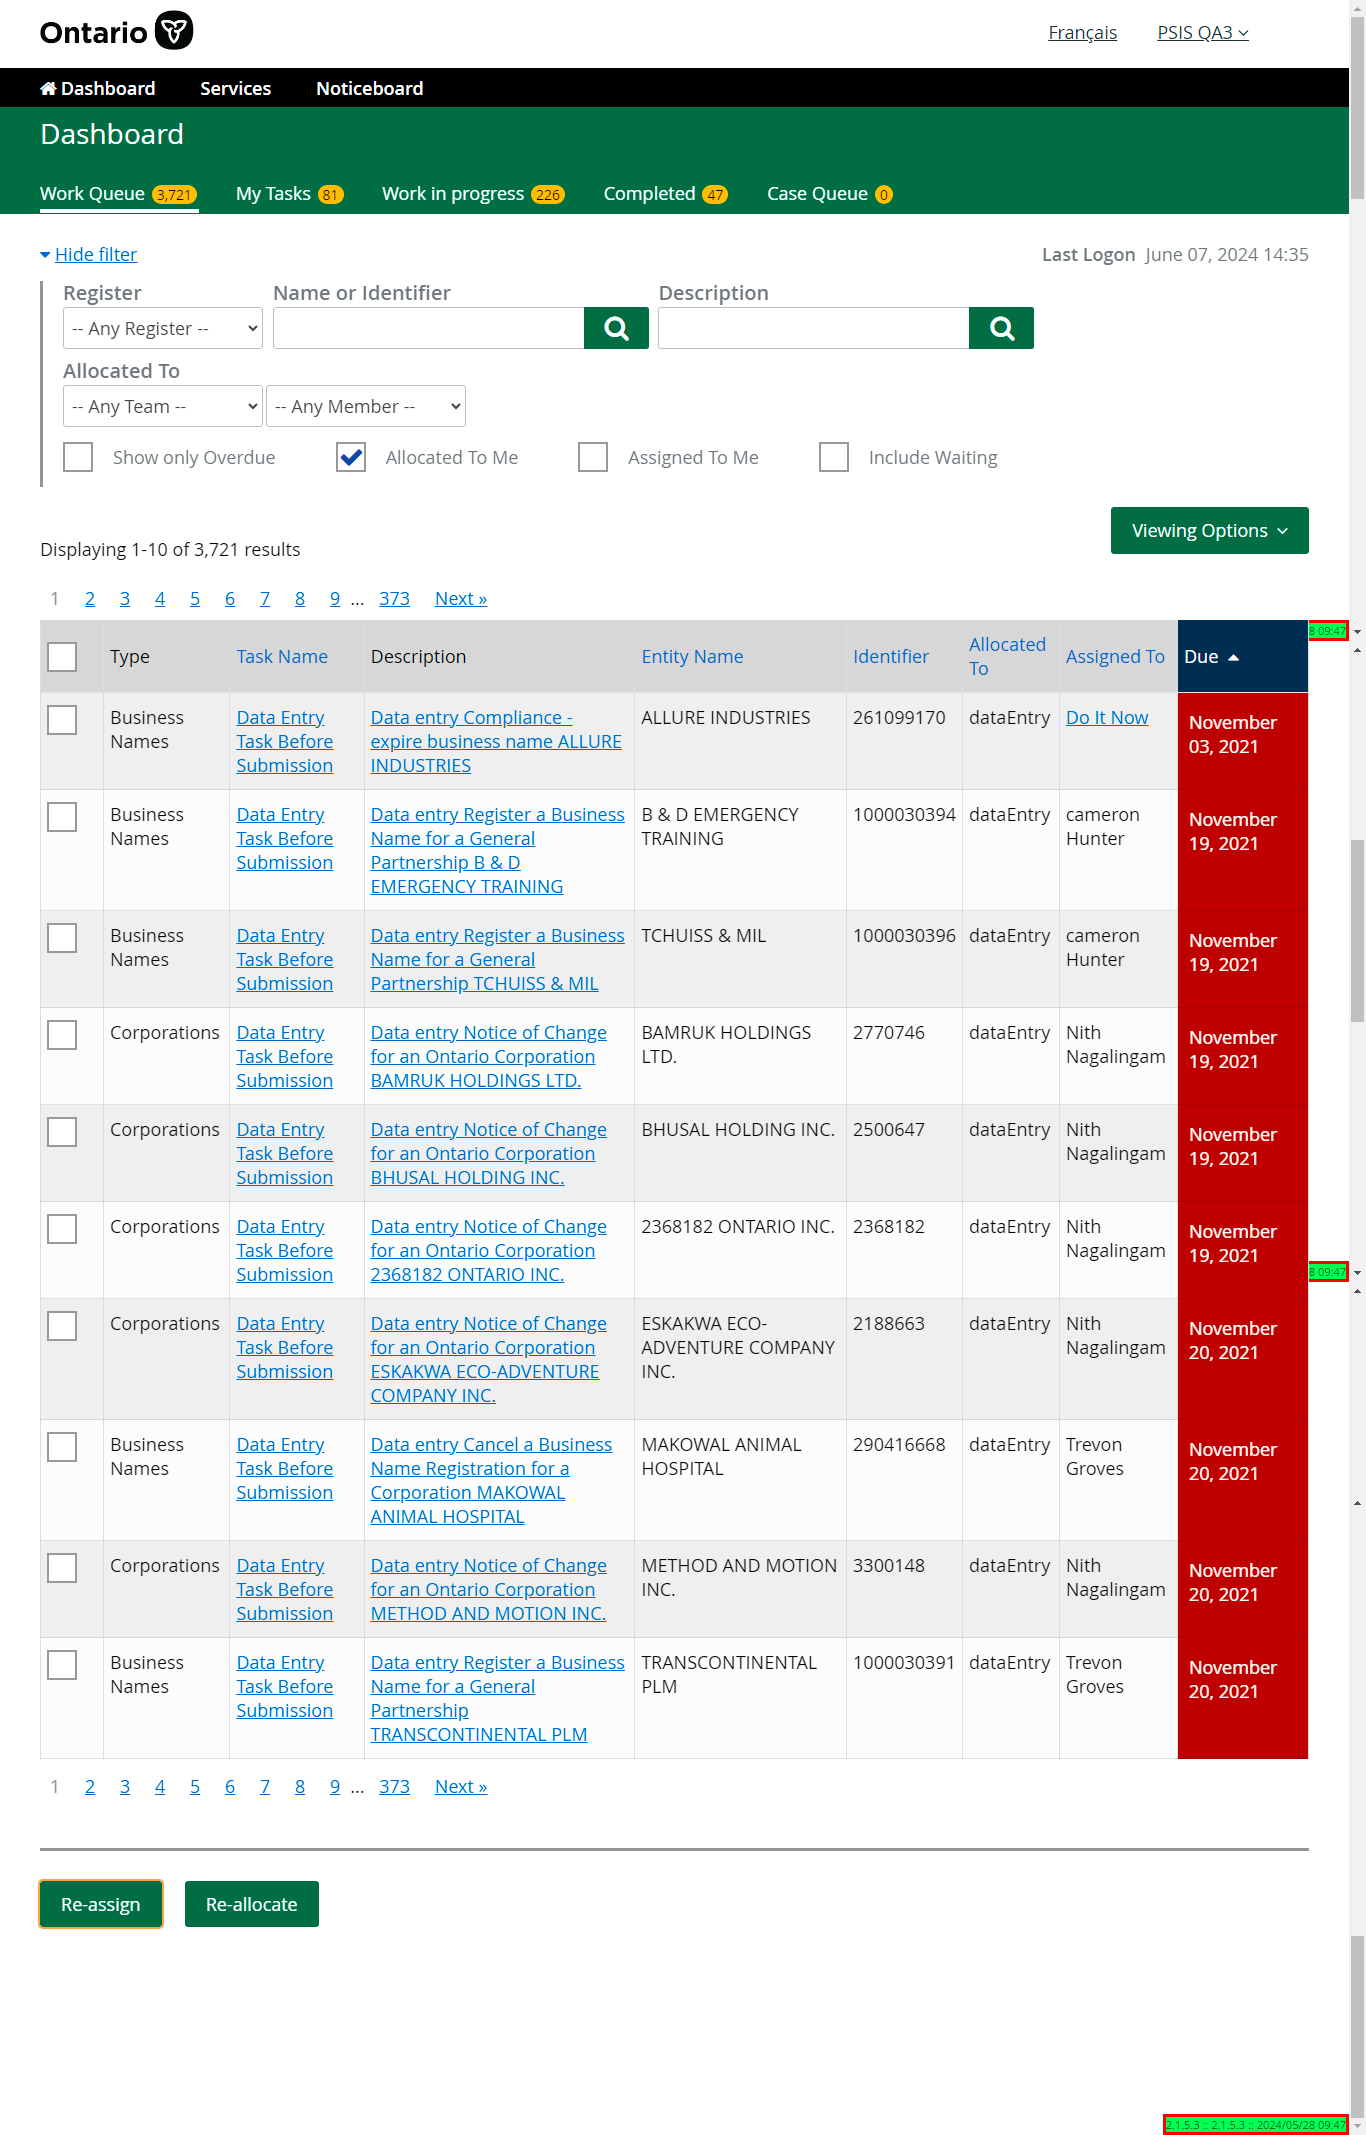 Ontario
Français PSIS QA3
Dashboard Services Noticeboard
Dashboard
Work Queue 3,721 My Tasks 81 Work in progress 226 Completed 47 Case Queue 0
Hide filter Last Logon June 07, 2024 14:35
Register Name or Identifier Description
-- Any Register --
Allocated To
-- Any Team -- -- Any Member --
Show only Overdue Allocated To Me Assigned To Me Include Waiting
Viewing Options
Displaying 1-10 of 3,721 results
1 2 3 4 5 6 7 8 9 ... 373 Next »
8 09:47
Type Task Name Description Entity Name Identifier Allocated To Assigned To Due
Business Names Data Entry Task Before Submission Data entry Compliance - expire business name ALLURE INDUSTRIES ALLURE INDUSTRIES 261099170 dataEntry Do It Now November 03, 2021
Business Names Data Entry Task Before Submission Data entry Register a Business Name for a General Partnership B & D EMERGENCY TRAINING B & D EMERGENCY TRAINING 1000030394 dataEntry cameron Hunter November 19, 2021
Business Names Data Entry Task Before Submission Data entry Register a Business Name for a General Partnership TCHUISS & MIL TCHUISS & MIL 1000030396 dataEntry cameron Hunter November 19, 2021
Corporations Data Entry Task Before Submission Data entry Notice of Change for an Ontario Corporation BAMRUK HOLDINGS LTD. BAMRUK HOLDINGS LTD. 2770746 dataEntry Nith Nagalingam November 19, 2021
Corporations Data Entry Task Before Submission Data entry Notice of Change for an Ontario Corporation BHUSAL HOLDING INC. BHUSAL HOLDING INC. 2500647 dataEntry Nith Nagalingam November 19, 2021
Corporations Data Entry Task Before Submission Data entry Notice of Change for an Ontario Corporation 2368182 ONTARIO INC. 2368182 ONTARIO INC. 2368182 dataEntry Nith Nagalingam November 19, 2021
8 09:47
Corporations Data Entry Task Before Submission Data entry Notice of Change for an Ontario Corporation ESKAKWA ECO-ADVENTURE COMPANY INC. ESKAKWA ECO-ADVENTURE COMPANY INC. 2188663 dataEntry Nith Nagalingam November 20, 2021
Business Names Data Entry Task Before Submission Data entry Cancel a Business Name Registration for a Corporation MAKOWAL ANIMAL HOSPITAL MAKOWAL ANIMAL HOSPITAL 290416668 dataEntry Trevon Groves November 20, 2021
Corporations Data Entry Task Before Submission Data entry Notice of Change for an Ontario Corporation METHOD AND MOTION INC. METHOD AND MOTION INC. 3300148 dataEntry Nith Nagalingam November 20, 2021
Business Names Data Entry Task Before Submission Data entry Register a Business Name for a General Partnership TRANSCONTINENTAL PLM TRANSCONTINENTAL PLM 1000030391 dataEntry Trevon Groves November 20, 2021
1 2 3 4 5 6 7 8 9 ... 373 Next »
Re-assign Re-allocate
2.1.5.3 :: 2.1.5.3 :: 2024/05/28 09:47